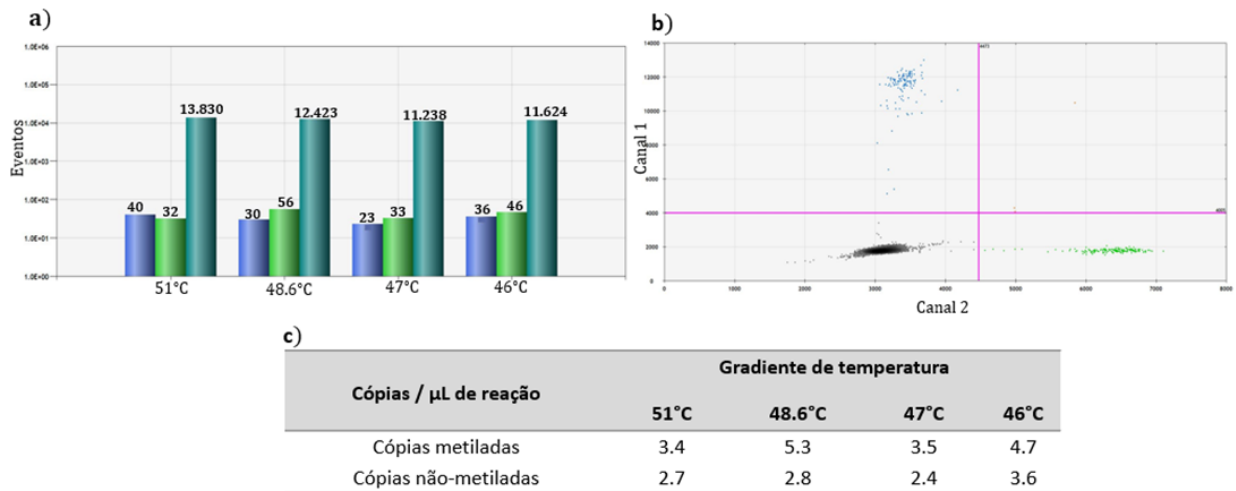 a)
1.0E+06
1.0E+05
1.0E+04
1.0E+03
1.0E+02
1.0E+01
1.0E+00
Eventos
40 32 13.830
30 56 12.423
23 33 11.238
36 46 11.624
51°C 48.6°C 47°C 46°C
b)
14000
12000
10000
8000
6000
4000
2000
0
Canal 1
0 1000 2000 3000 4000 5000 6000 7000 8000
Canal 2
c)
Cópias / µL de reação Gradiente de temperatura
51°C 48.6°C 47°C 46°C
Cópias metiladas 3.4 5.3 3.5 4.7
Cópias não-metiladas 2.7 2.8 2.4 3.6